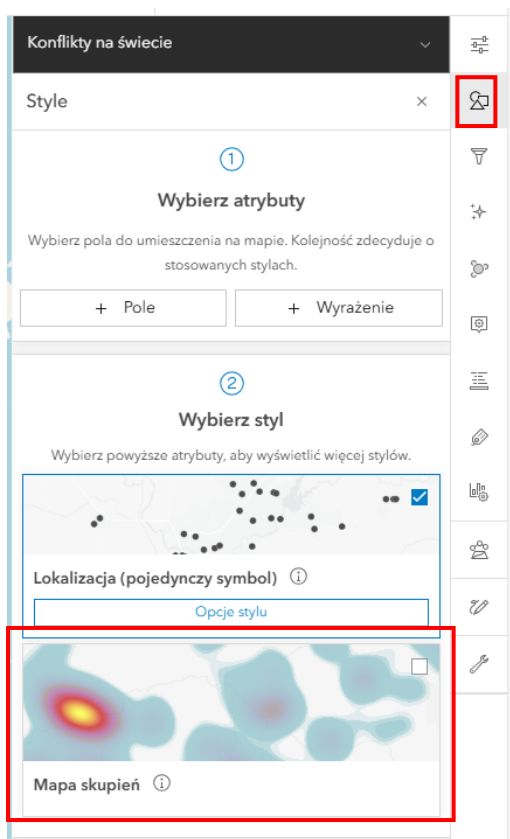 Konflikty na świecie
Style
1
Wybierz atrybuty
Wybierz pola do umieszczenia na mapie. Kolejność zdecyduje o
stosowanych stylach.
+ Pole
+ Wyrażenie
2
Wybierz styl
Wybierz powyższe atrybuty, aby wyświetlić więcej stylów.
Lokalizacja (pojedynczy symbol)
Opcje stylu
Mapa skupień